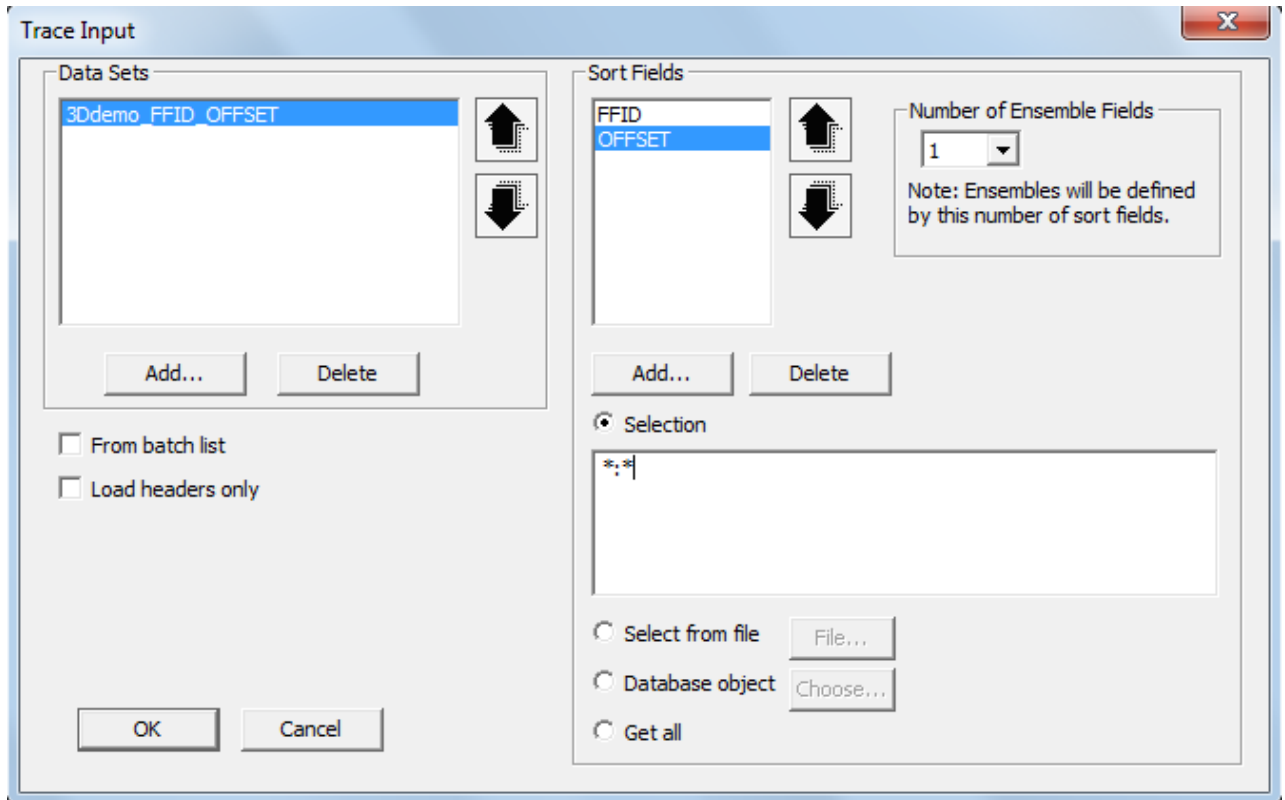 Trace Input
Data Sets
3Ddemo_FFID_OFFSET
Add...
Delete
From batch list
Load headers only
OK
Cancel
Sort Fields
FFID
OFFSET
Number of Ensemble Fields
1
Note: Ensembles will be defined
by this number of sort fields.
Add...
Delete
Selection
*:*
Select from file
File...
Database object
Choose...
Get all